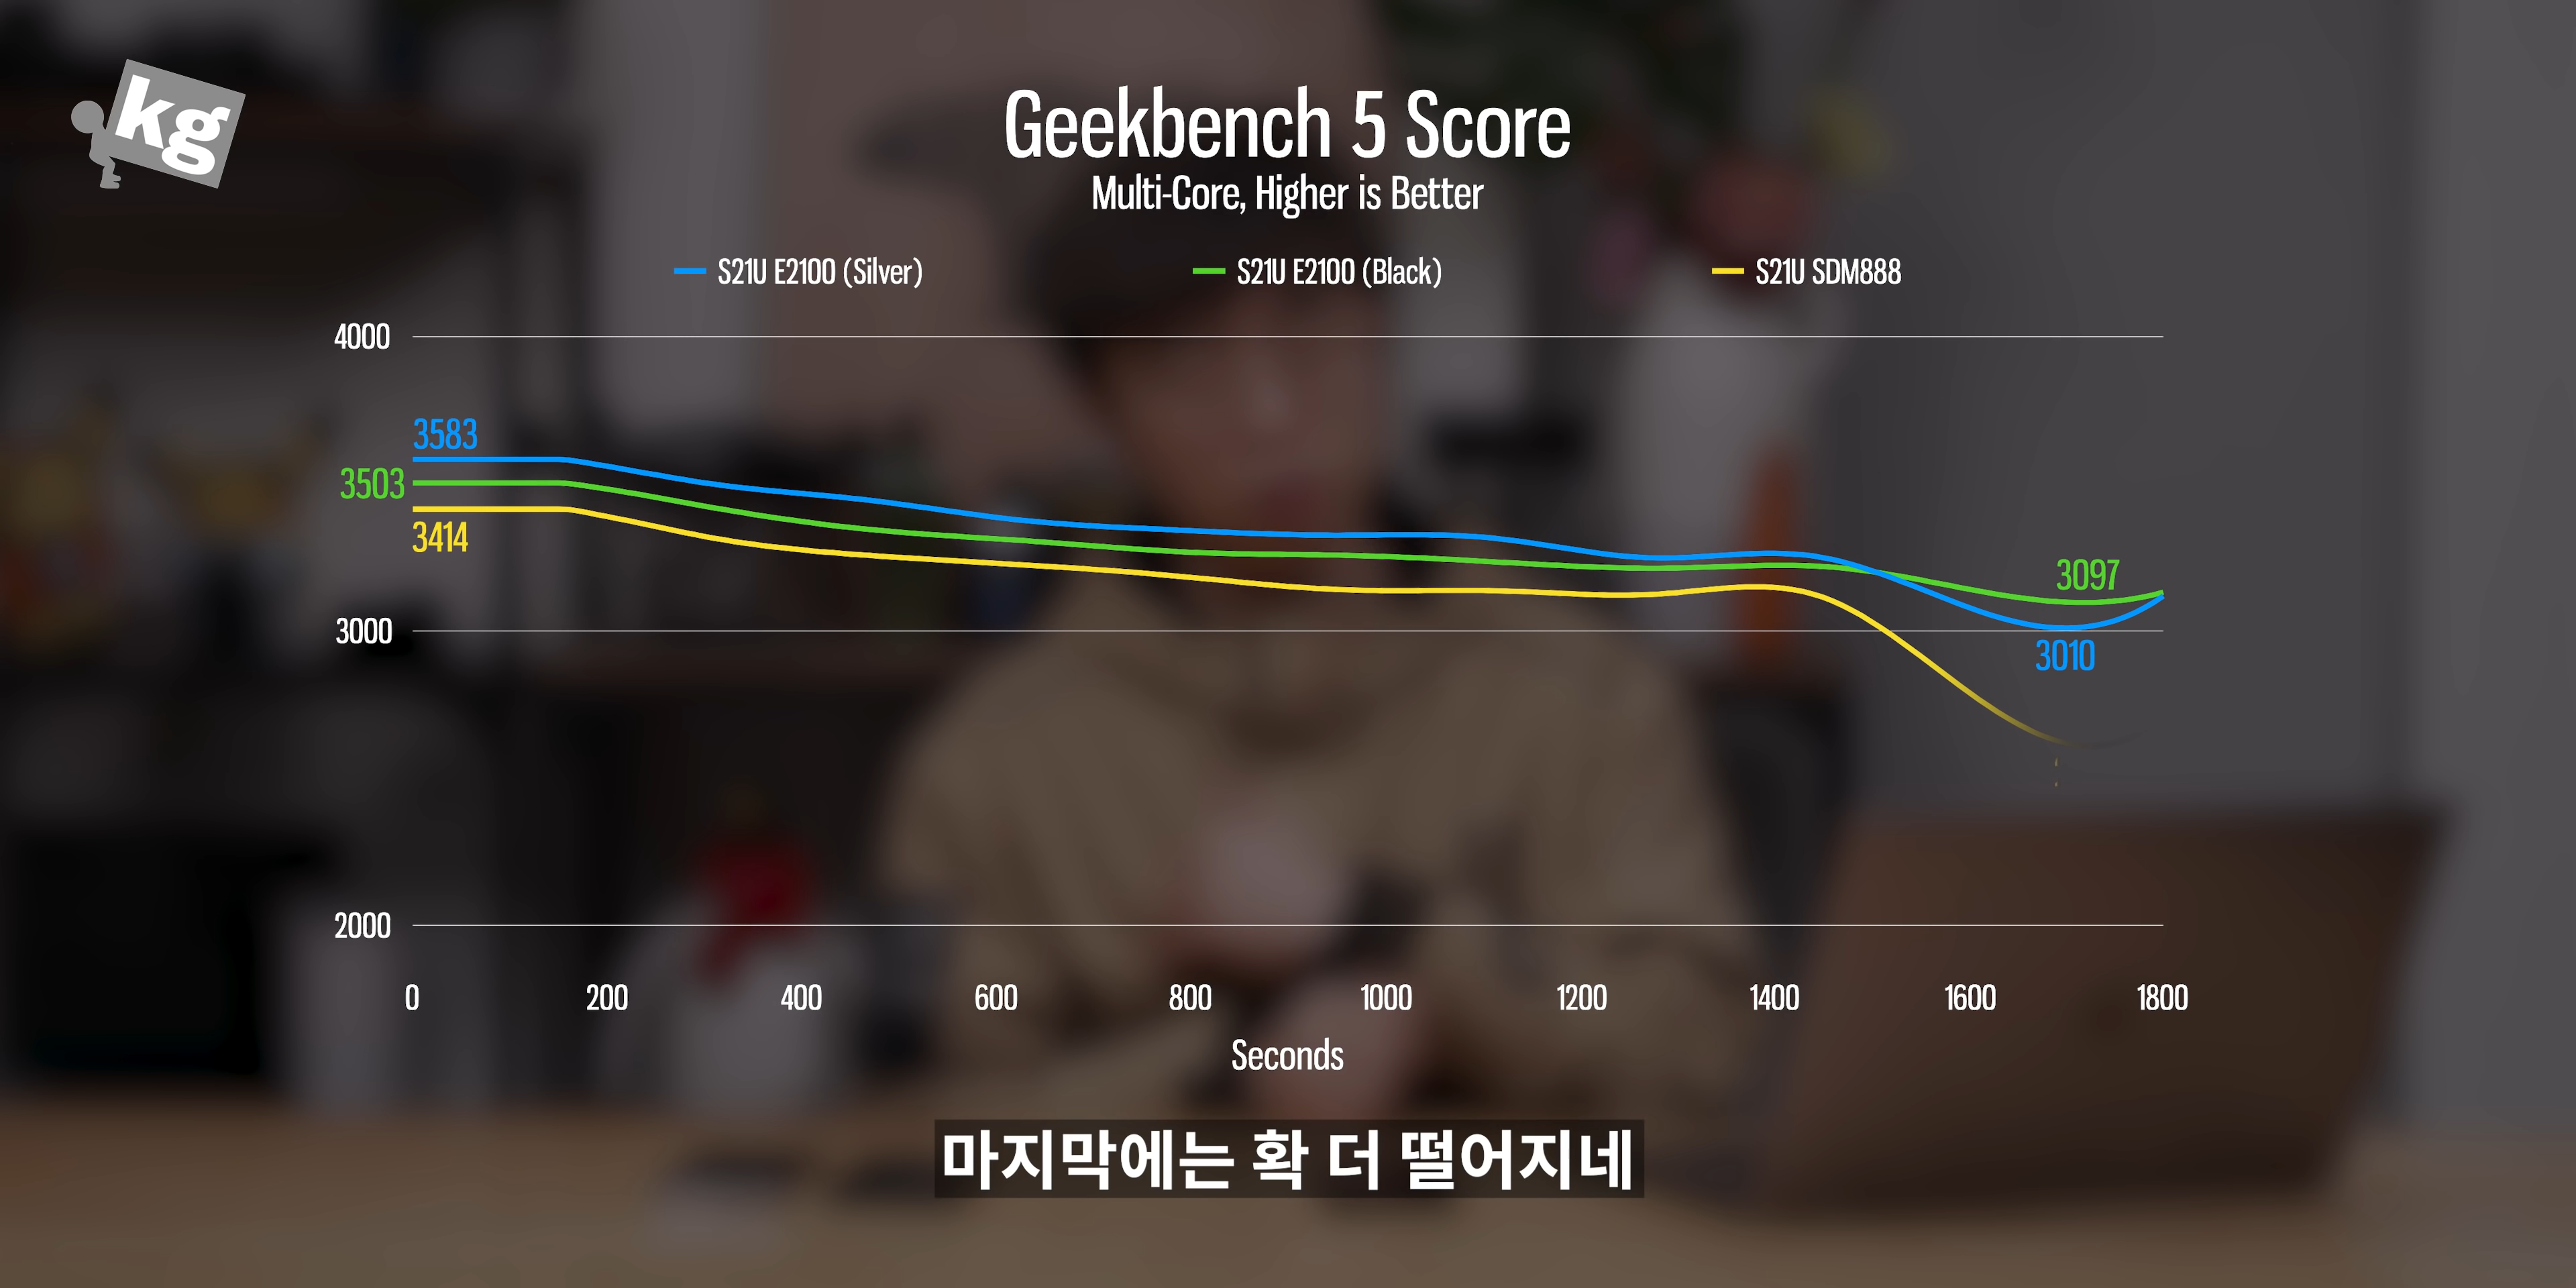 kg
Geekbench 5 Score
Multi-Core, Higher is Better
S21U E2100 (Silver)
S21U E2100 (Black)
S21U SDM888
4000
3583
3503
3414
3097
3000
3010
2000
0 200 400 600 800 1000 1200 1400 1600 1800
Seconds
마지막에는 확 더 떨어지네